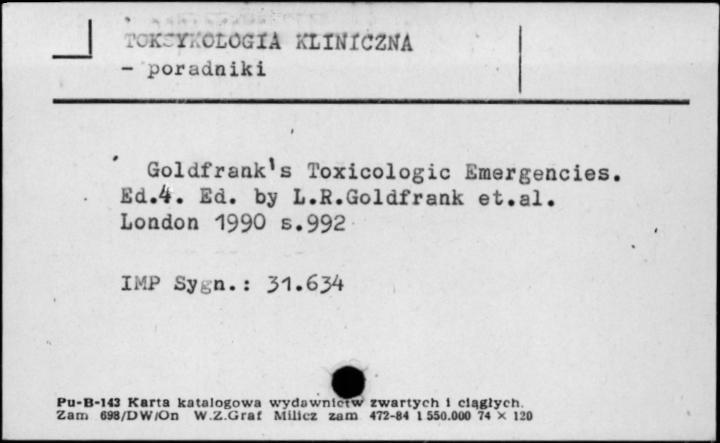 TOKSYKOLOGIA KLINICZNA
- poradniki
Goldfrank's Toxicologic Emergencies.
Ed.4. Ed. by L.R.Goldfrank et.al.
London 1990 s.992
IMP Sygn.: 31.634
Pu-B-143 Karta katalogowa wydawnictw zwartych i ciągłych.
Zam 698/DW/On W.Z.Graf Milicz zam 472-84 1 550.000 74 × 120